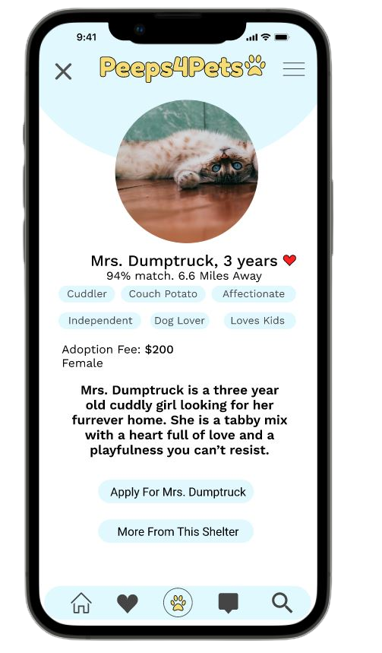 9:41
Peeps4Pets
Mrs. Dumptruck, 3 years
94% match. 6.6 Miles Away
Cuddler Couch Potato Affectionate
Independent Dog Lover Loves Kids
Adoption Fee: $200
Female
Mrs. Dumptruck is a three year
old cuddly girl looking for her
furrever home. She is a tabby mix
with a heart full of love and a
playfulness you can't resist.
Apply For Mrs. Dumptruck
More From This Shelter